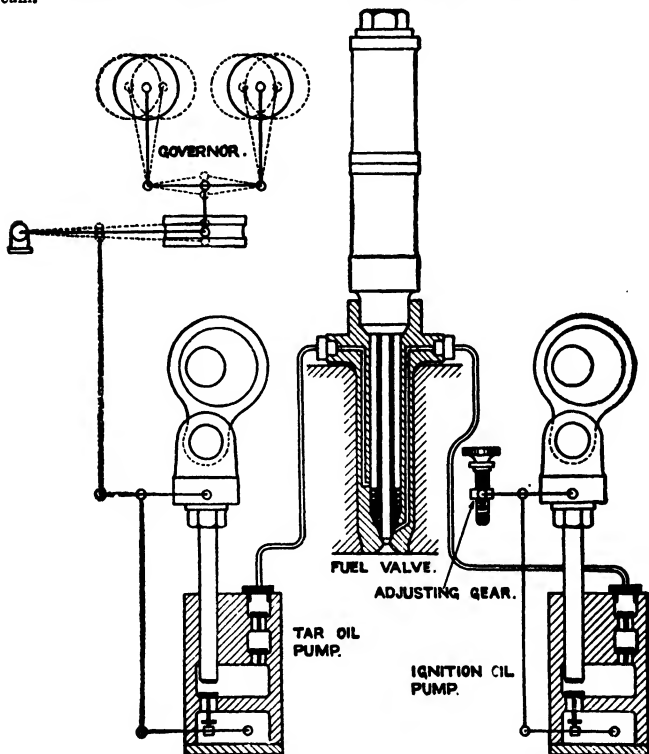 GOVERNOR.
FUEL VALVE.
ADJUSTING GEAR.
TAR OIL
PUMP.
IGNITION OIL
PUMP.